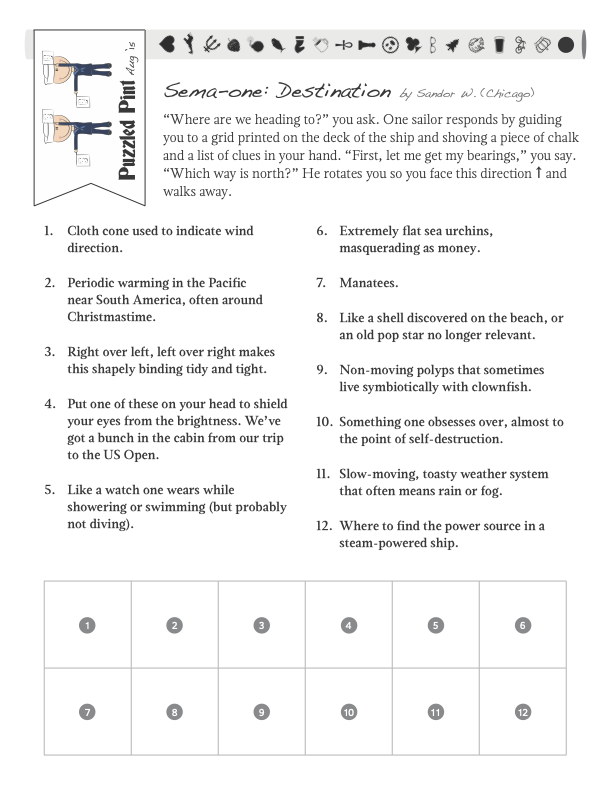 Puzzled Pint Aug '15
Sema-one: Destination by Sandor W. (Chicago)
“Where are we heading to?” you ask. One sailor responds by guiding
you to a grid printed on the deck of the ship and shoving a piece of chalk
and a list of clues in your hand. “First, let me get my bearings,” you say.
“Which way is north?” He rotates you so you face this direction ↑ and
walks away.
1. Cloth cone used to indicate wind
direction.
2. Periodic warming in the Pacific
near South America, often around
Christmastime.
3. Right over left, left over right makes
this shapely binding tidy and tight.
4. Put one of these on your head to shield
your eyes from the brightness. We’ve
got a bunch in the cabin from our trip
to the US Open.
5. Like a watch one wears while
showering or swimming (but probably
not diving).
6. Extremely flat sea urchins,
masquerading as money.
7. Manatees.
8. Like a shell discovered on the beach, or
an old pop star no longer relevant.
9. Non-moving polyps that sometimes
live symbiotically with clownfish.
10. Something one obsesses over, almost to
the point of self-destruction.
11. Slow-moving, toasty weather system
that often means rain or fog.
12. Where to find the power source in a
steam-powered ship.
1 2 3 4 5 6
7 8 9 10 11 12